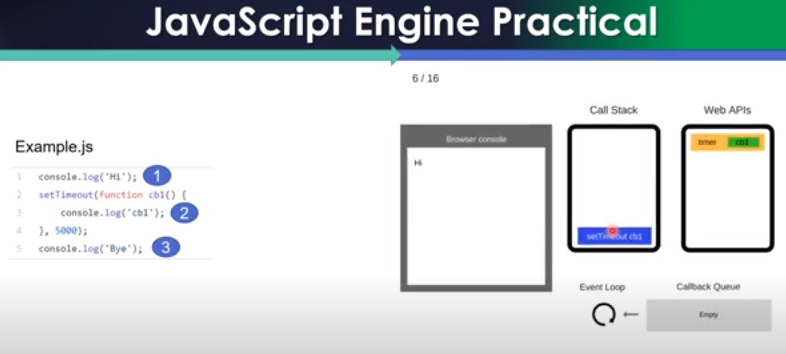 JavaScript Engine Practical
6 / 16
Example.js
1 console.log('Hi'); 1
2 setTimeout(function cb1() {
3 console.log('cb1'); 2
4 }, 5000);
5 console.log('Bye'); 3
Browser console
Hi
Call Stack
setTimeout cb1
Web APIs
timer cb1
Event Loop
Callback Queue
Empty